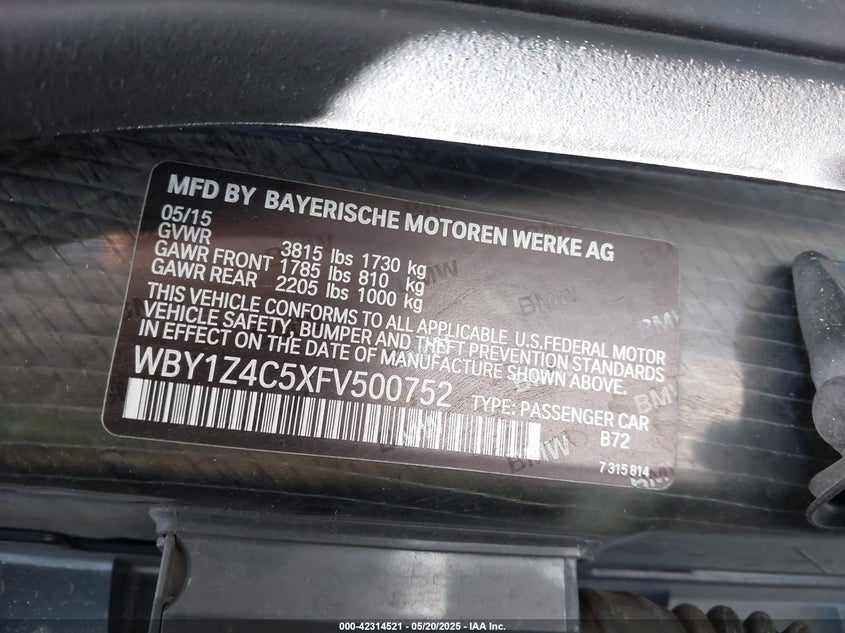 MFD BY BAYERISCHE MOTOREN WERKE AG
05/15
GVWR 3815 lbs 1730 kg
GAWR FRONT 1785 lbs 810 kg
GAWR REAR 2205 lbs 1000 kg
THIS VEHICLE CONFORMS TO ALL APPLICABLE U.S.FEDERAL MOTOR
VEHICLE SAFETY, BUMPER AND THEFT PREVENTION STANDARDS
IN EFFECT ON THE DATE OF MANUFACTURE SHOWN ABOVE.
WBY1Z4C5XFV500752 TYPE: PASSENGER CAR
B72
7 315 814
000-42314521 - 05/20/2025 - IAA Inc.